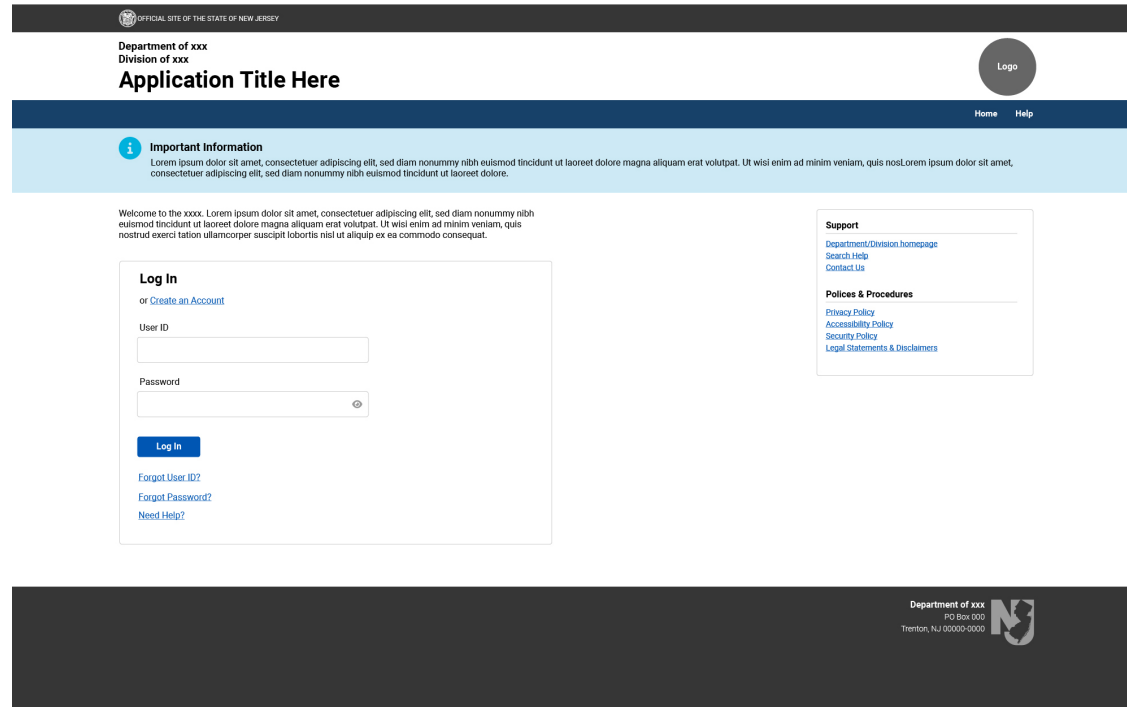 OFFICIAL SITE OF THE STATE OF NEW JERSEY
Department of xxx
Division of xxx
Application Title Here
Logo
Home Help
i
Important Information
Lorem ipsum dolor sit amet, consectetuer adipiscing elit, sed diam nonummy nibh euismod tincidunt ut laoreet dolore magna aliquam erat volutpat. Ut wisi enim ad minim veniam, quis nosLorem ipsum dolor sit amet,
consectetuer adipiscing elit, sed diam nonummy nibh euismod tincidunt ut laoreet dolore.
Welcome to the xxxx. Lorem ipsum dolor sit amet, consectetuer adipiscing elit, sed diam nonummy nibh
euismod tincidunt ut laoreet dolore magna aliquam erat volutpat. Ut wisi enim ad minim veniam, quis
nostrud exerci tation ullamcorper suscipit lobortis nisl ut aliquip ex ea commodo consequat.
Log In
or Create an Account
User ID
Password
Log In
Forgot User ID?
Forgot Password?
Need Help?
Support
Department/Division homepage
Search Help
Contact Us
Polices & Procedures
Privacy Policy
Accessibility Policy
Security Policy
Legal Statements & Disclaimers
Department of xxx
PO Box 000
Trenton, NJ 00000-0000
NJ